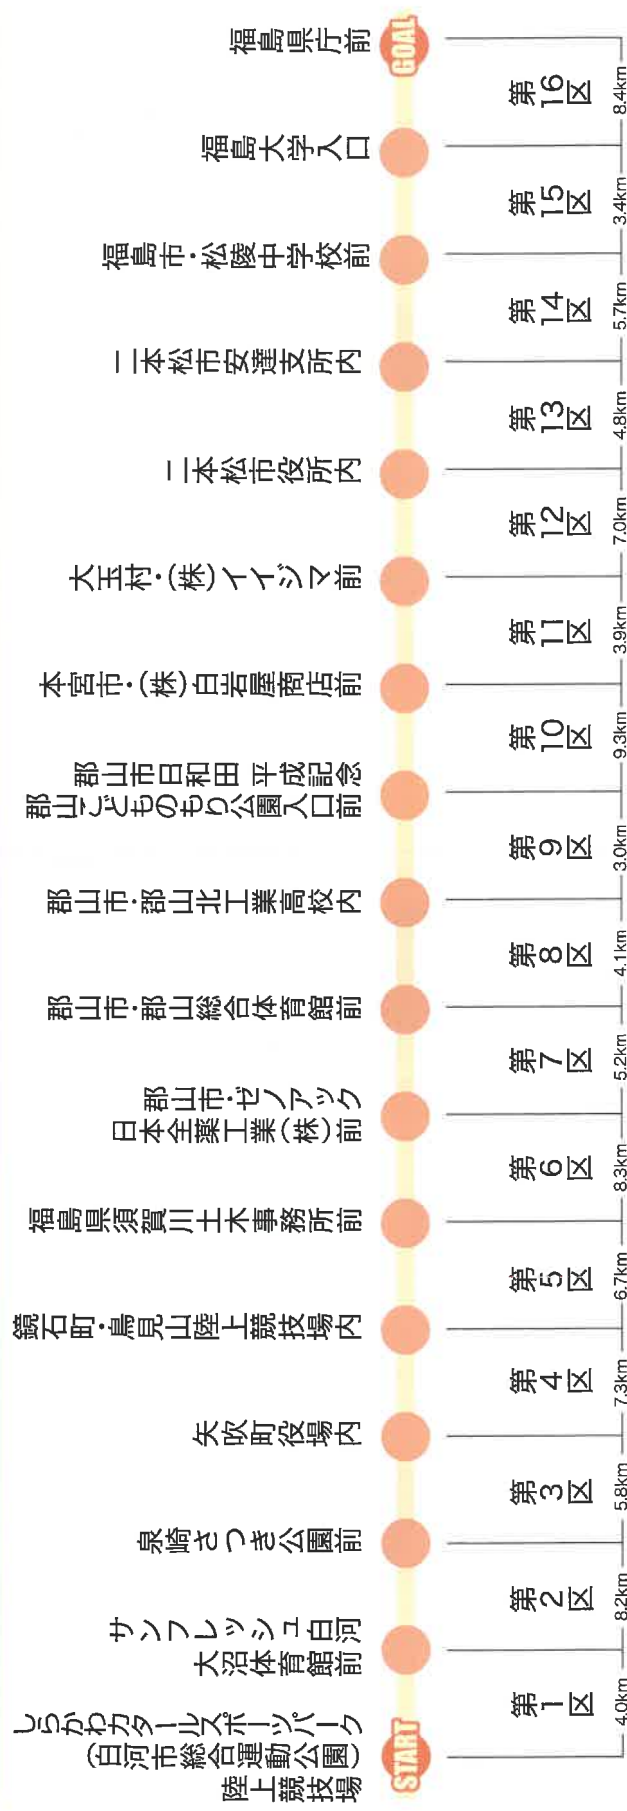 しらかわカタールスポーツパーク
(白河市総合運動公園)
陸上競技場
サンフレッシュ白河
大沼体育館前
泉崎さつき公園前
矢吹町役場内
鏡石町・鳥見山陸上競技場内
福島県須賀川土木事務所前
郡山市・ゼノアック
日本全薬工業(株)前
郡山市・郡山総合体育館前
郡山市・郡山北工業高校内
郡山市日和田 平成記念
郡山こどものもり公園入口前
本宮市・(株)白岩屋商店前
大玉村・(株)イイジマ前
二本松市役所内
二本松市安達支所内
福島市・松陵中学校前
福島大学入口
福島県庁前
START
GOAL
第1区
第2区
第3区
第4区
第5区
第6区
第7区
第8区
第9区
第10区
第11区
第12区
第13区
第14区
第15区
第16区
4.0km
8.2km
5.8km
7.3km
6.7km
8.3km
5.2km
4.1km
3.0km
9.3km
3.9km
7.0km
4.8km
5.7km
3.4km
8.4km